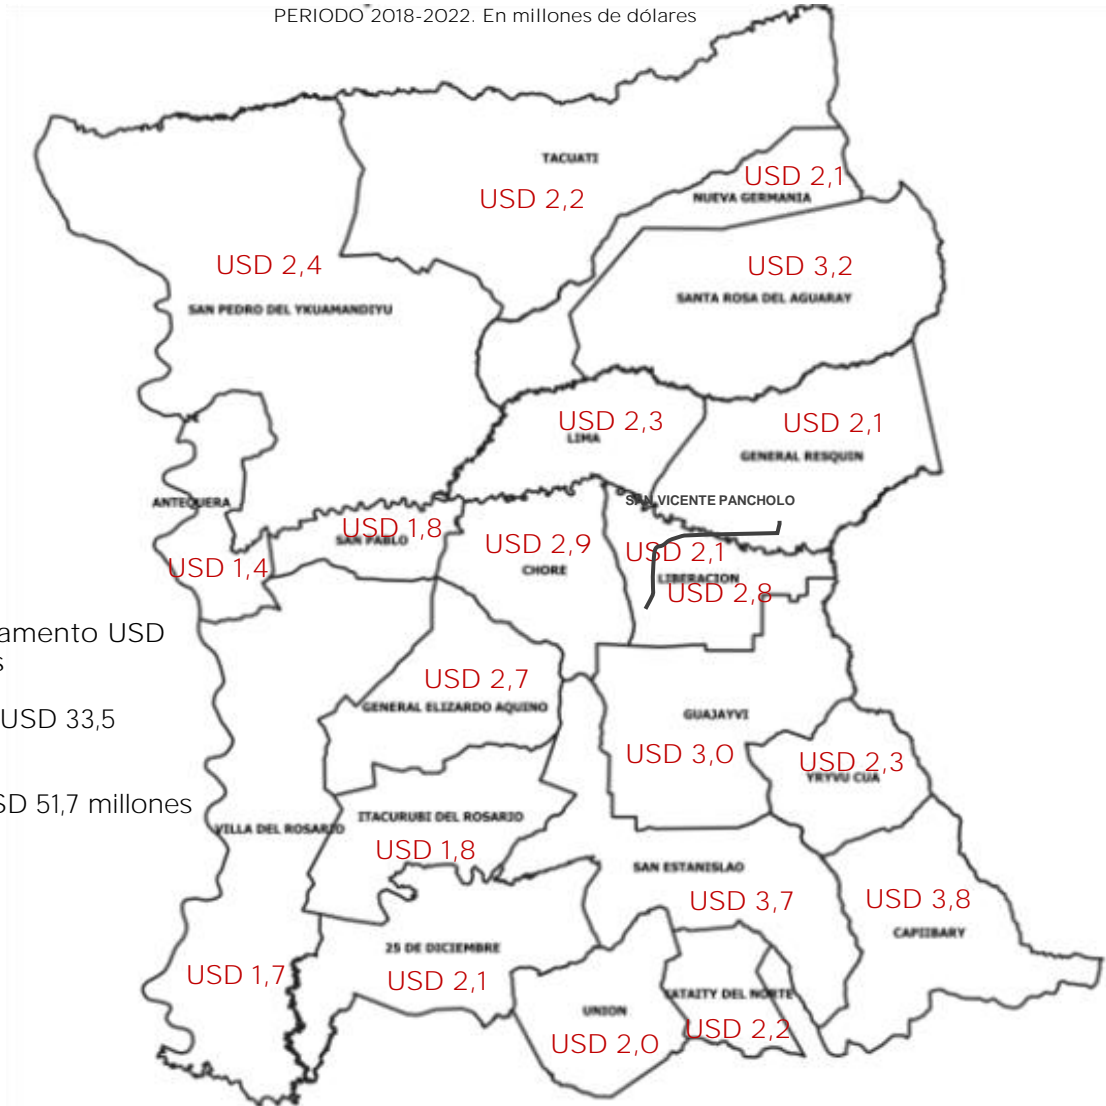 PERIODO 2018-2022. En millones de dólares
TACUATI
USD 2,2
USD 2,1
NUEVA GERMANIA
USD 2,4
SAN PEDRO DEL YKUAMANDIYU
USD 3,2
SANTA ROSA DEL AGUARAY
USD 2,3
LIMA
USD 2,1
GENERAL RESQUIN
ANTEQUERA
USD 1,4
USD 1,8
SAN PABLO
USD 2,9
CHORE
SAN VICENTE PANCHOLO
USD 2,1
LIBERACION
USD 2,8
amento USD
s
USD 33,5
SD 51,7 millones
USD 2,7
GENERAL ELIZARDO AQUINO
GUAJAYVI
USD 3,0
USD 2,3
YRYVU CUA
VILLA DEL ROSARIO
ITACURUBI DEL ROSARIO
USD 1,8
SAN ESTANISLAO
USD 3,7
USD 3,8
CAPIIBARY
25 DE DICIEMBRE
USD 2,1
USD 1,7
UNION
USD 2,0
YATAITY DEL NORTE
USD 2,2